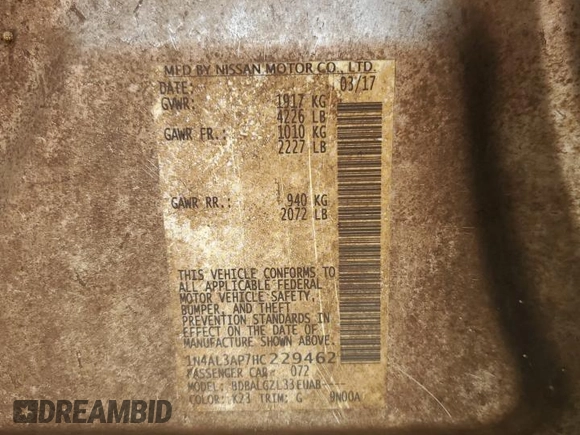 MFD BY NISSAN MOTOR CO., LTD.
DATE: 03/17
GVWR: 1917 KG
4226 LB
GAWR FR.: 1010 KG
2227 LB
GAWR RR.: 940 KG
2072 LB
THIS VEHICLE CONFORMS TO
ALL APPLICABLE FEDERAL
MOTOR VEHICLE SAFETY,
BUMPER, AND THEFT
PREVENTION STANDARDS IN
EFFECT ON THE DATE OF
MANUFACTURE SHOWN ABOVE.
1N4AL3AP7HC229462
PASSENGER CAR 072
MODEL: BDBALGZL33EUAB----
COLOR: K23 TRIM: G 9N00A
DREAMBID